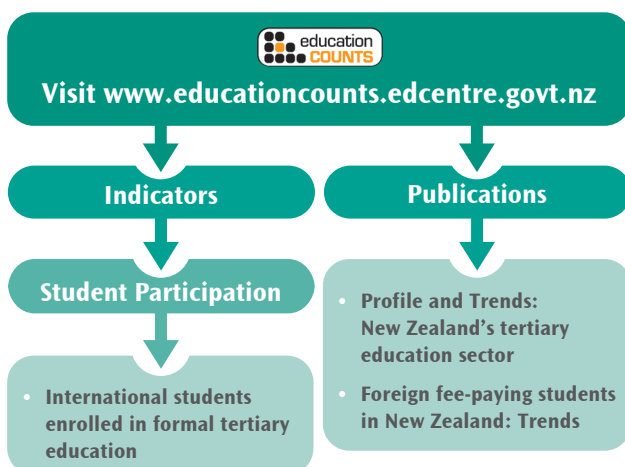 education
COUNTS
Visit www.educationcounts.edcentre.govt.nz
Indicators
Publications
Student Participation
• International students
enrolled in formal tertiary
education
• Profile and Trends:
New Zealand's tertiary
education sector
• Foreign fee-paying students
in New Zealand: Trends